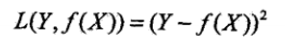 L(Y, f(X)) = (Y − f(X))²